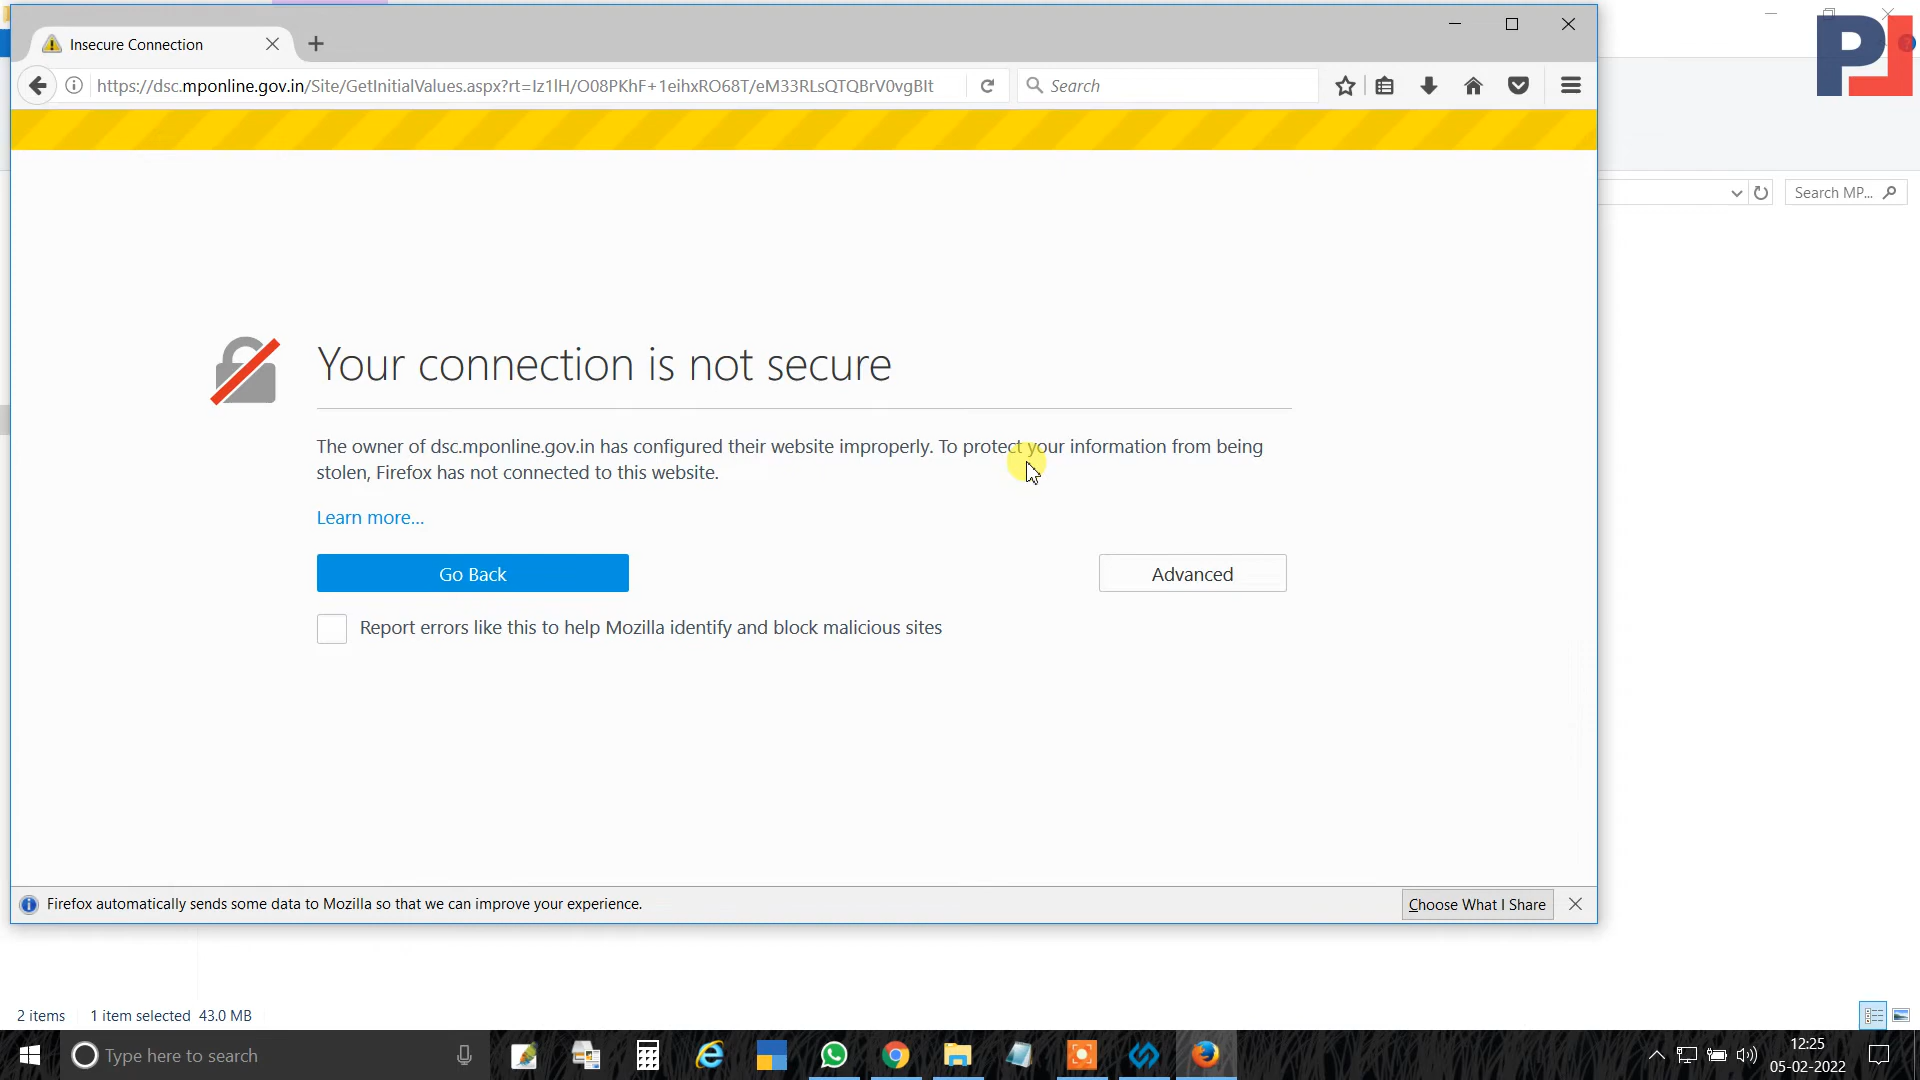 Insecure Connection
https://dsc.mponline.gov.in/Site/GetInitialValues.aspx?rt=Iz1lH/O08PKhF+1eihxRO68T/eM33RLsQTQBrV0vgBIt
Search
Search MP...
Your connection is not secure
The owner of dsc.mponline.gov.in has configured their website improperly. To protect your information from being
stolen, Firefox has not connected to this website.
Learn more...
Go Back
Advanced
Report errors like this to help Mozilla identify and block malicious sites
Firefox automatically sends some data to Mozilla so that we can improve your experience.
Choose What I Share
2 items
1 item selected 43.0 MB
Type here to search
12:25
05-02-2022